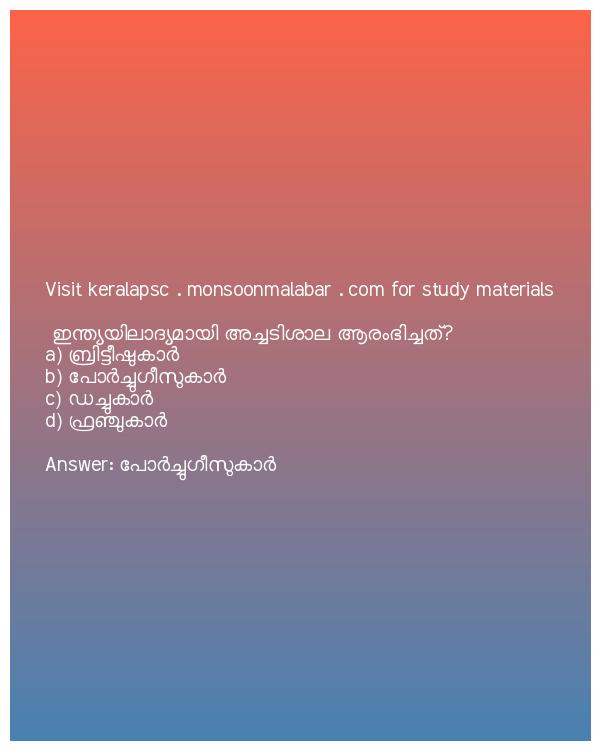 Visit keralapsc . monsoonmalabar . com for study materials
ഇന്ത്യയിലാദ്യമായി അച്ചടിശാല ആരംഭിച്ചത്?
a) ബ്രിട്ടീഷുകാർ
b) പോർച്ചുഗീസുകാർ
c) ഡച്ചുകാർ
d) ഫ്രഞ്ചുകാർ
Answer: പോർച്ചുഗീസുകാർ